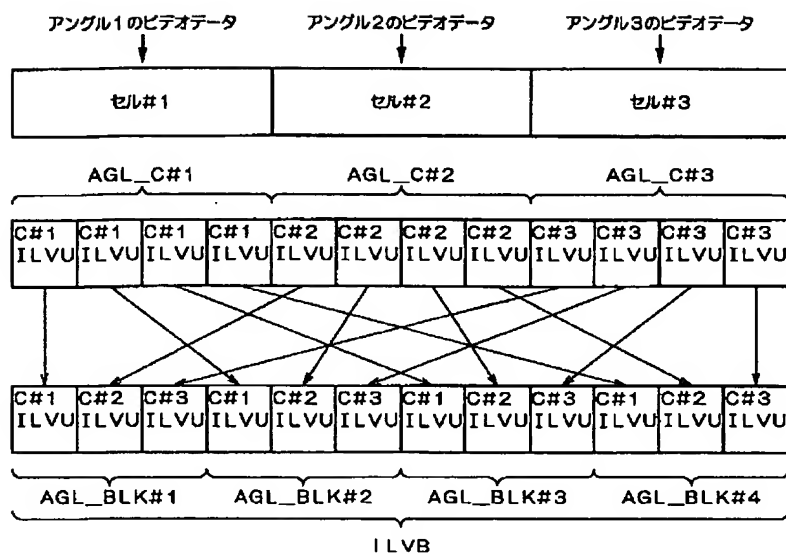 アングル1のビデオデータ アングル2のビデオデータ アングル3のビデオデータ
セル#1 セル#2 セル#3
AGL_C#1 AGL_C#2 AGL_C#3
C#1 C#1 C#1 C#1 C#2 C#2 C#2 C#2 C#3 C#3 C#3 C#3
ILVU ILVU ILVU ILVU ILVU ILVU ILVU ILVU ILVU ILVU ILVU ILVU
C#1 C#2 C#3 C#1 C#2 C#3 C#1 C#2 C#3 C#1 C#2 C#3
ILVU ILVU ILVU ILVU ILVU ILVU ILVU ILVU ILVU ILVU ILVU ILVU
AGL_BLK#1 AGL_BLK#2 AGL_BLK#3 AGL_BLK#4
ILVB